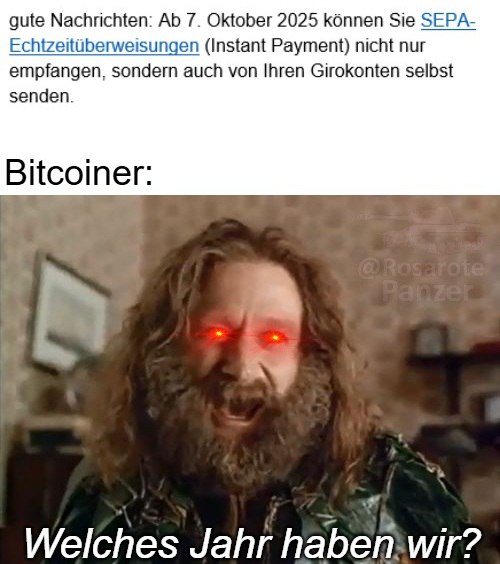 gute Nachrichten: Ab 7. Oktober 2025 können Sie SEPA-
Echtzeitüberweisungen (Instant Payment) nicht nur
empfangen, sondern auch von Ihren Girokonten selbst
senden.
Bitcoiner:
@Rosarote
Panzer
Welches Jahr haben wir?